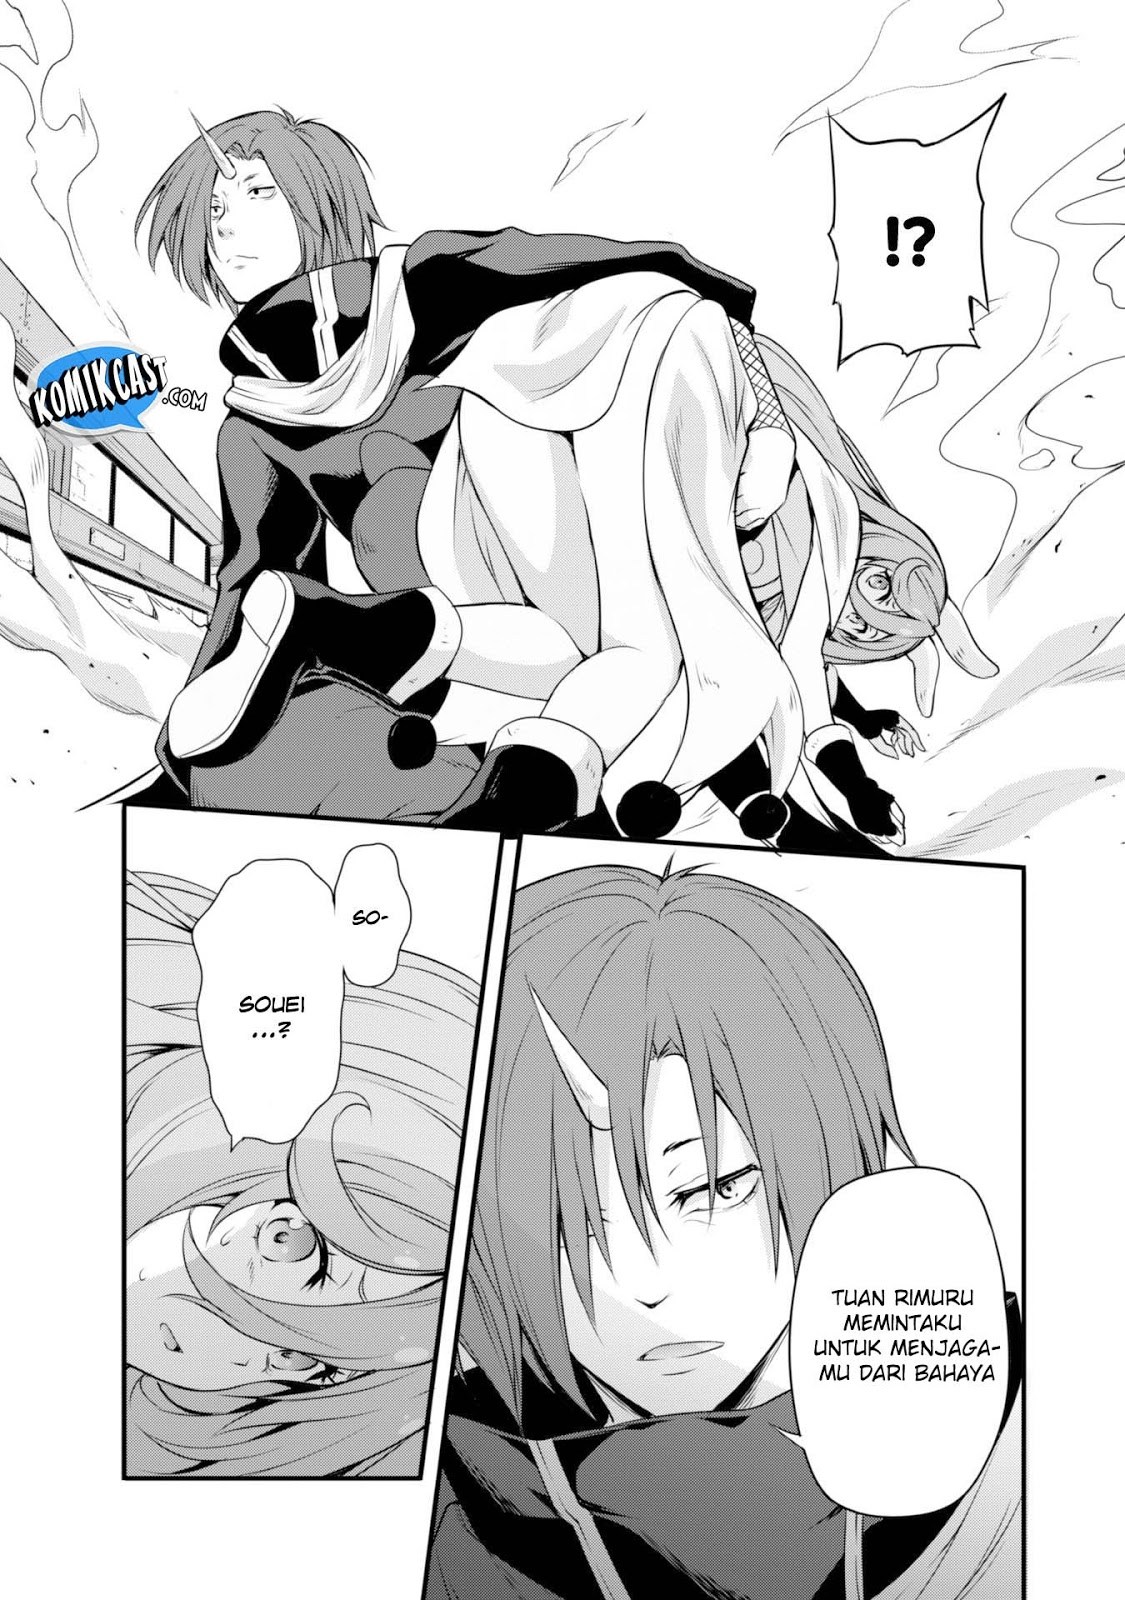 !?
KOMIKCAST
.COM
SO-
SOUEI
...?
TUAN RIMURU
MEMINTAKU
UNTUK MENJAGA-
MU DARI BAHAYA